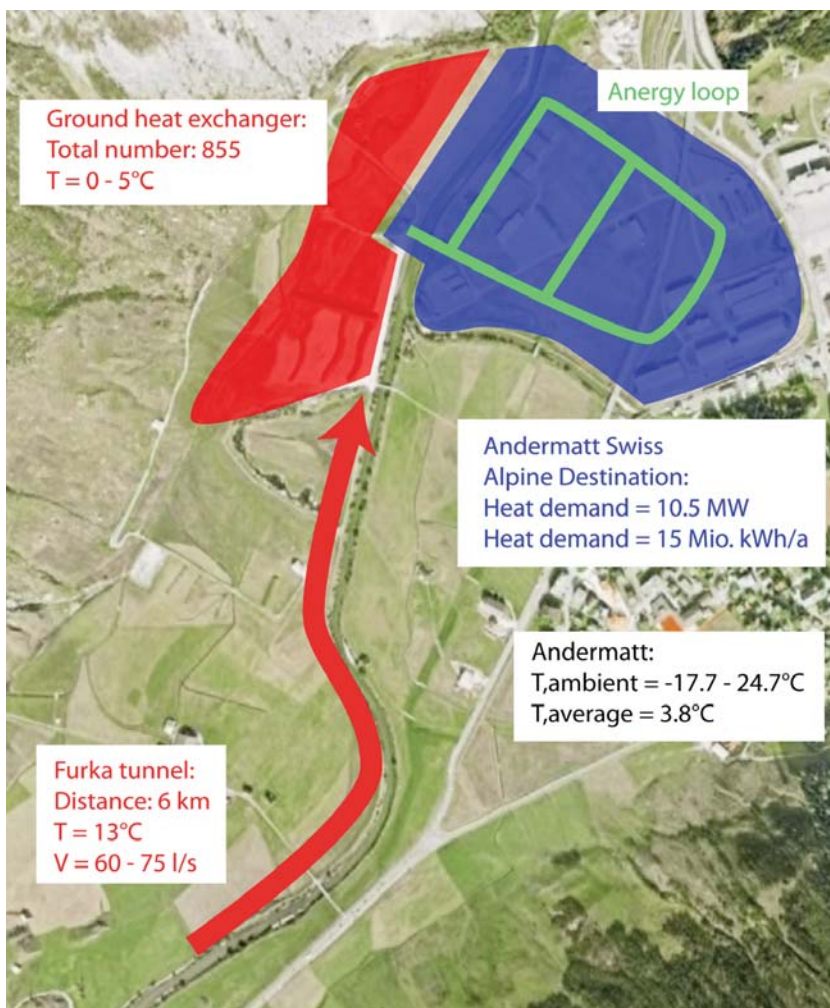 Anergy loop
Ground heat exchanger:
Total number: 855
T = 0 - 5°C
Andermatt Swiss
Alpine Destination:
Heat demand = 10.5 MW
Heat demand = 15 Mio. kWh/a
Andermatt:
T,ambient = -17.7 - 24.7°C
T,average = 3.8°C
Furka tunnel:
Distance: 6 km
T = 13°C
V = 60 - 75 l/s